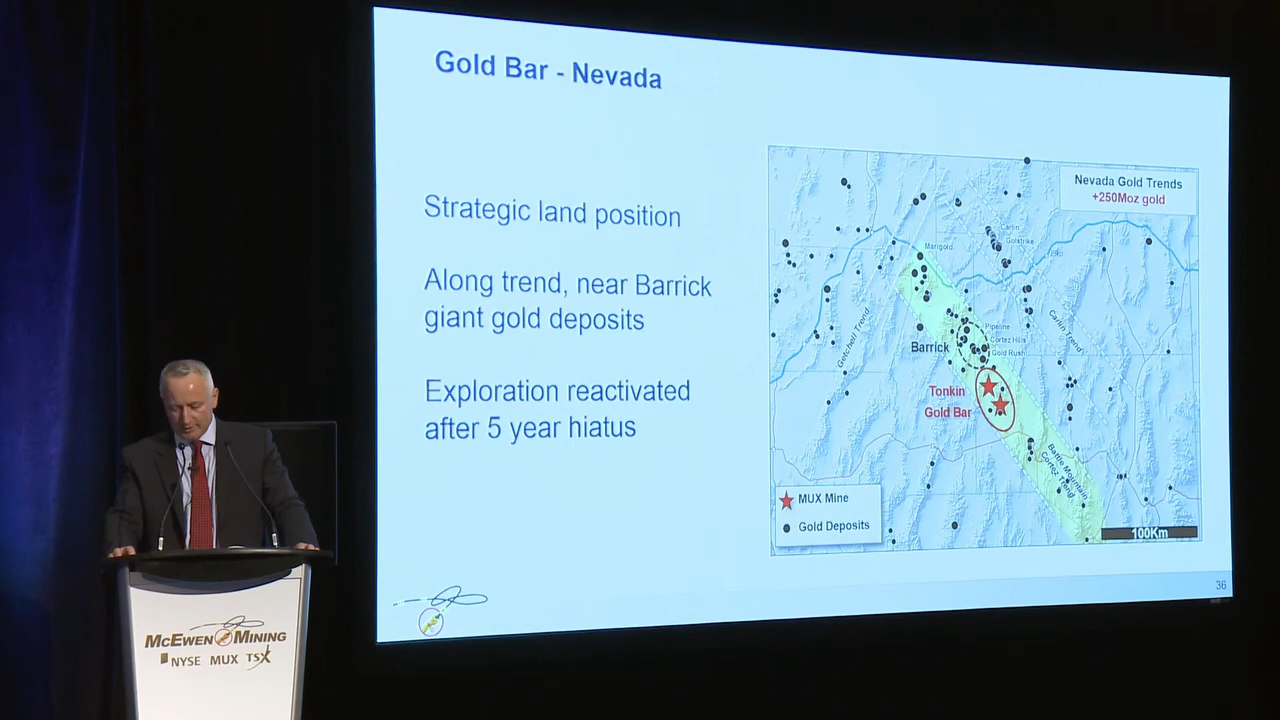 Gold Bar - Nevada
Strategic land position
Along trend, near Barrick
giant gold deposits
Exploration reactivated
after 5 year hiatus
Nevada Gold Trends
+250Moz gold
Carlin
Goldstrike
Marigold
Elko
Getchell Trend
Carlin Trend
Pipeline
Cortez Hills
Gold Rush
Barrick
Tonkin
Gold Bar
Battle Mountain
Cortez Trend
MUX Mine
Gold Deposits
100Km
36
McEWEN MINING
NYSE MUX TSX